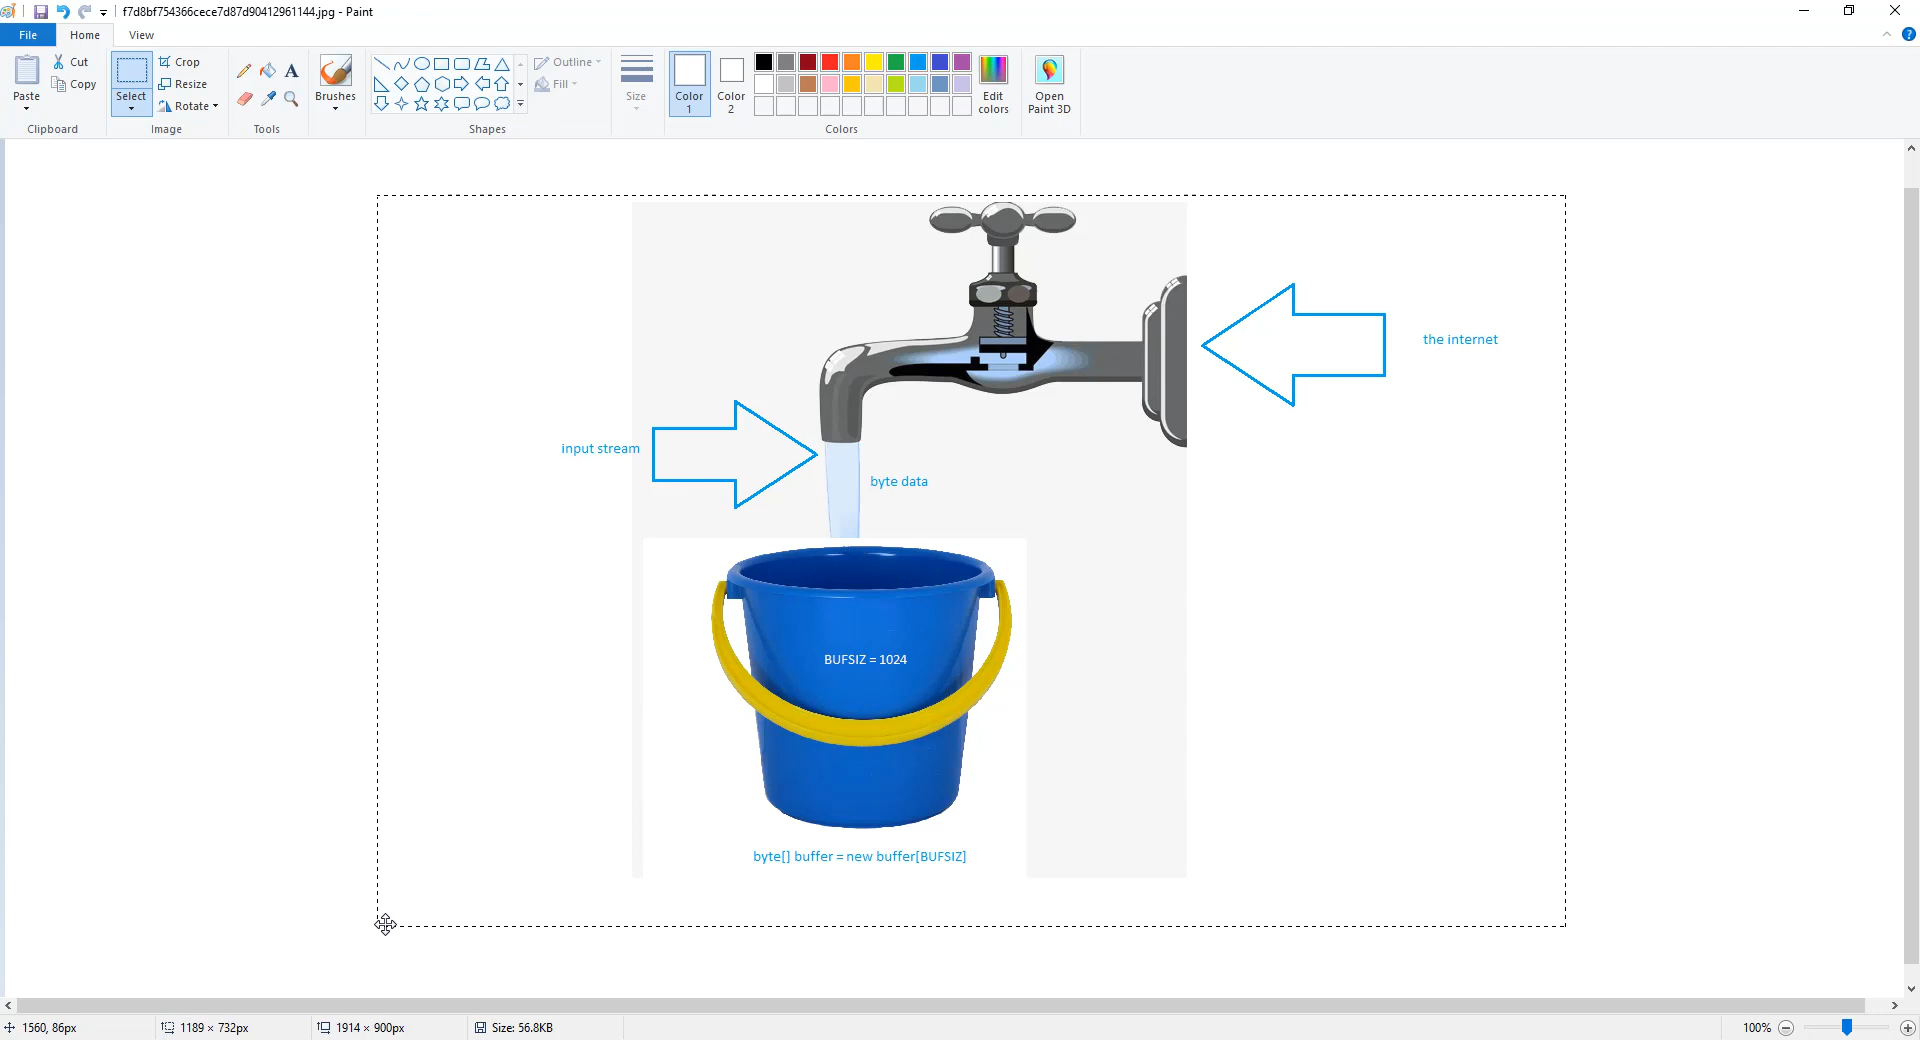 f7d8bf754366cece7d87d90412961144.jpg - Paint
File
Home
View
Paste
Cut
Copy
Clipboard
Select
Crop
Resize
Rotate
Image
A
Tools
Brushes
Outline
Fill
Shapes
Size
Color 1
Color 2
Edit colors
Colors
Open Paint 3D
?
the internet
input stream
byte data
BUFSIZ = 1024
byte[] buffer = new buffer[BUFSIZ]
1560, 86px
1189 × 732px
1914 × 900px
Size: 56.8KB
100%